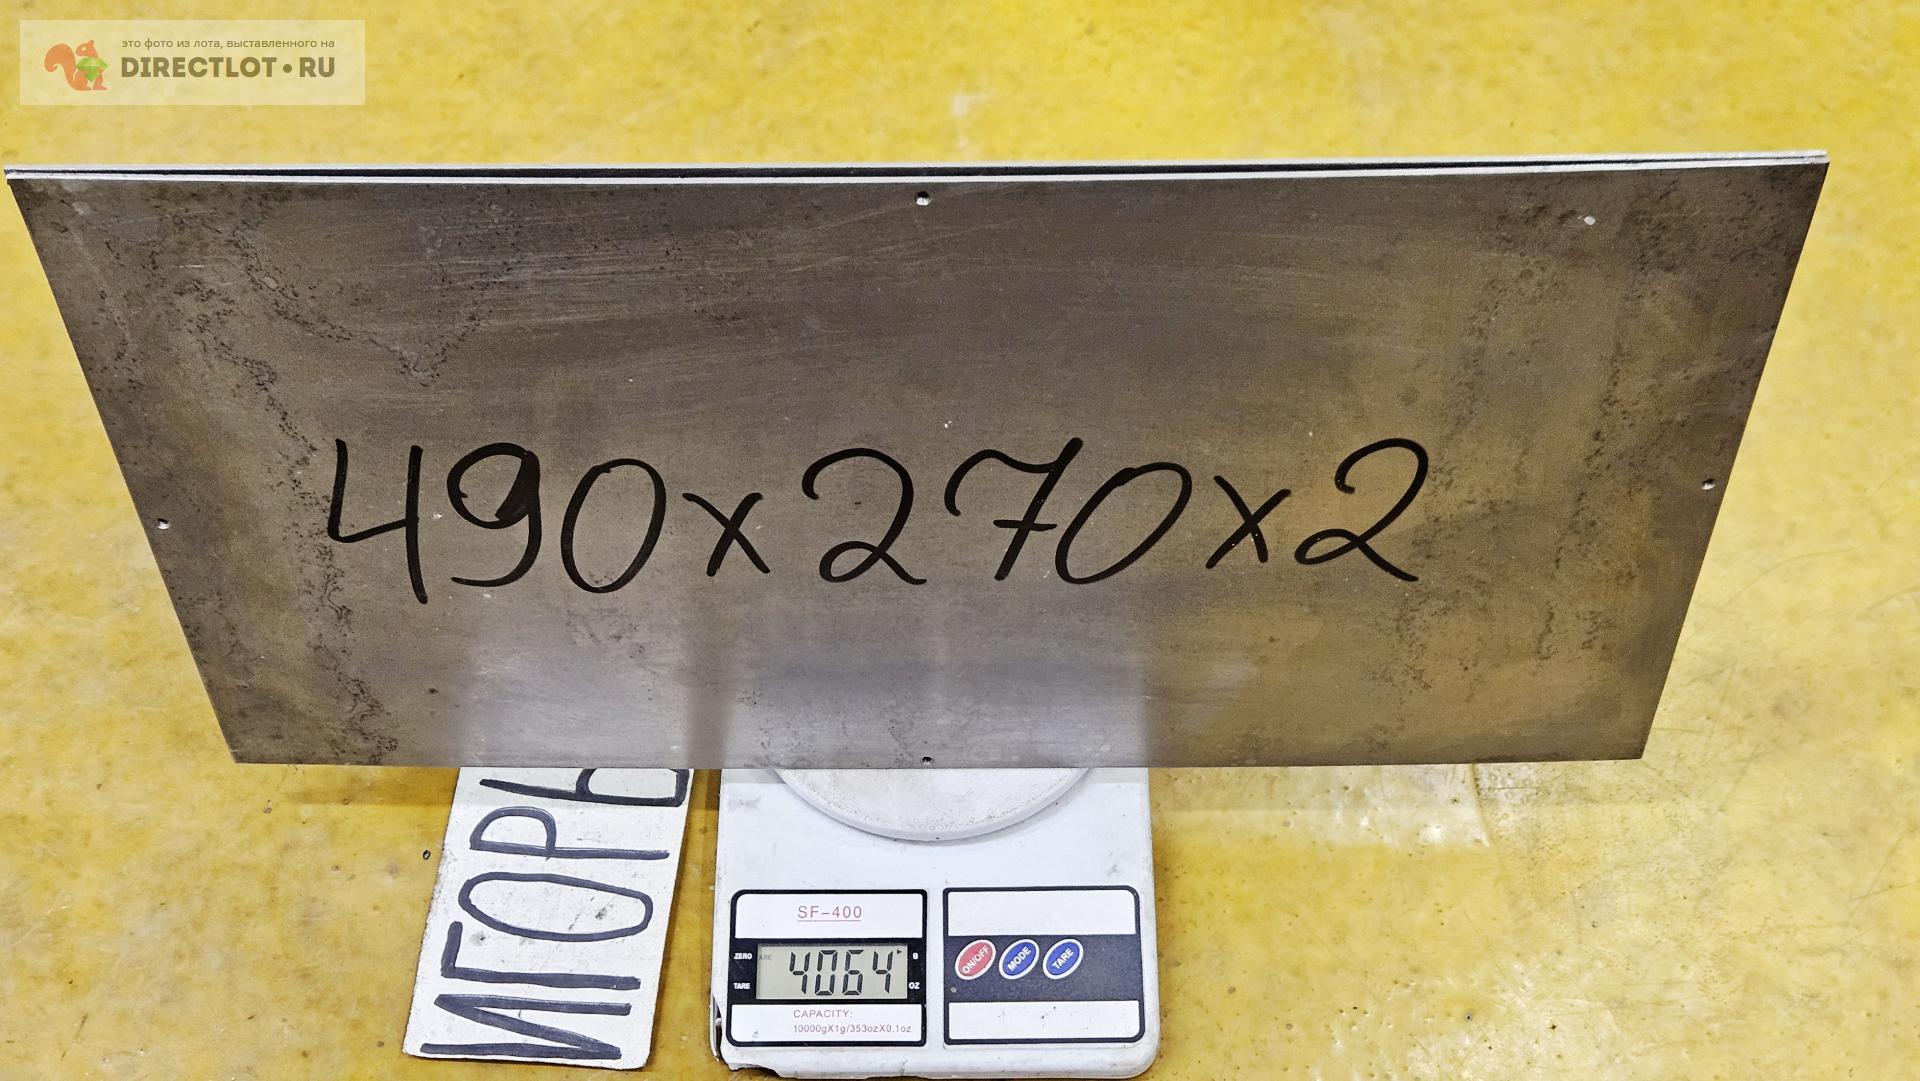 это фото из лота, выставленного на
DIRECTLOT•RU
490x270x2
ИГОРЬ
SF-400
ZERO
TARE
4064
g
OZ
CAPACITY:
10000gX1g/353ozX0.1oz
ON/OFF
MODE
TARE